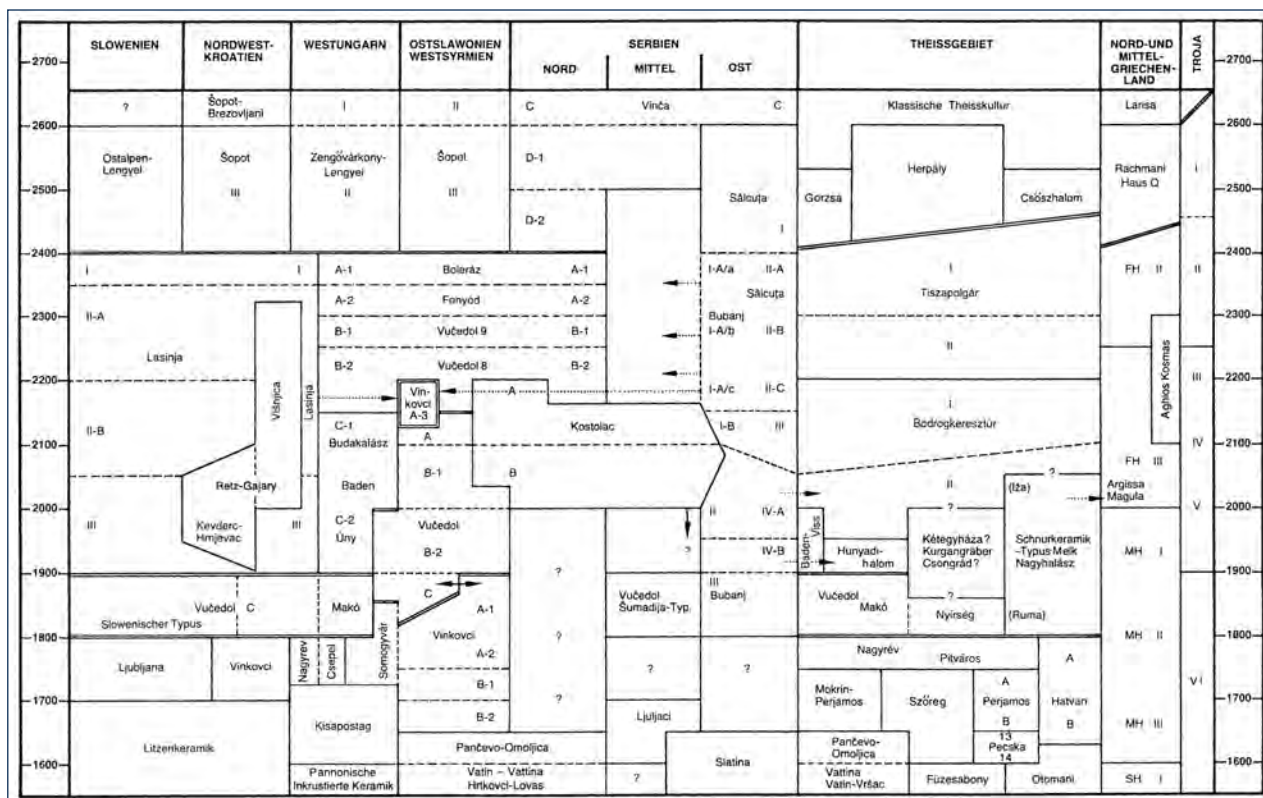 SLOWENIEN
NORDWEST-
KROATIEN
WESTUNGARN
OSTSLAWONIEN
WESTSYRMIEN
SERBIEN
NORD
MITTEL
OST
THEISSGEBIET
NORD-UND
MITTEL-
GRIECHEN-
LAND
TROJA
2700
2700
?
Šopot-
Brezovljani
I
II
C
Vinča
C
Klassische Theisskultur
Larisa
2600
2600
Ostalpen-
Lengyel
Šopot
III
Zengővárkony-
Lengyel
II
Šopot
III
D-1
D-2
Sălcuţa
I
Gorzsa
Herpály
Csőszhalom
Rachmani
Haus Q
I
2500
2500
2400
2400
I
I
A-1
Boleráz
A-1
I-A/a
II-A
I
FH II
II
A-2
Fonyód
A-2
Sălcuţa
Tiszapolgár
II-A
2300
2300
Bubanj
B-1
Vučedol 9
B-1
I-A/b
II-B
II
Lasinja
Višnjica
Lasinja
B-2
Vučedol 8
B-2
Aghios Kosmas
2200
2200
III
Vin-
kovci
A-3
A
I-A/c
II-C
I
Bodrogkeresztúr
II-B
C-1
Budakalász
A
Kostolac
I-B
III
2100
2100
IV
Retz-Gajary
Baden
B-1
B
II
?
(Iža)
FH III
Argissa
Magula
III
Kevderc-
Hrnjevac
III
C-2
Úny
Vučedol
B-2
II
IV-A
V
2000
2000
?
IV-B
Baden-
Viss
Hunyadi-
halom
?
Kétegyháza?
Kurgangräber
Csongrád?
Schnurkeramik
-Typus Melk
Nagyhalász
MH I
1900
1900
?
Vučedol C
Slowenischer Typus
Makó
Somogyvár
C
A-1
Vučedol
Šumadija-Typ.
III
Bubanj
Vučedol
Makó
?
Nyírség
(Ruma)
1800
1800
Ljubljana
Vinkovci
Nagyrév
Csepel
Vinkovci
A-2
?
?
?
Nagyrév
Pitváros
A
MH II
B-1
?
Mokrin-
Perjamos
Szőreg
A
Perjamos
B
Hatvan
B
VI
1700
1700
Litzenkeramik
Kisapostag
B-2
Ljuljaci
13
Pecska
14
MH III
Pančevo-Omoljica
Slatina
Pančevo-
Omoljica
1600
1600
Pannonische
Inkrustierte Keramik
Vatin – Vattina
Hrtkovci-Lovas
?
Vattina
Vatin-Vršac
Füzesabony
Otomani
SH I